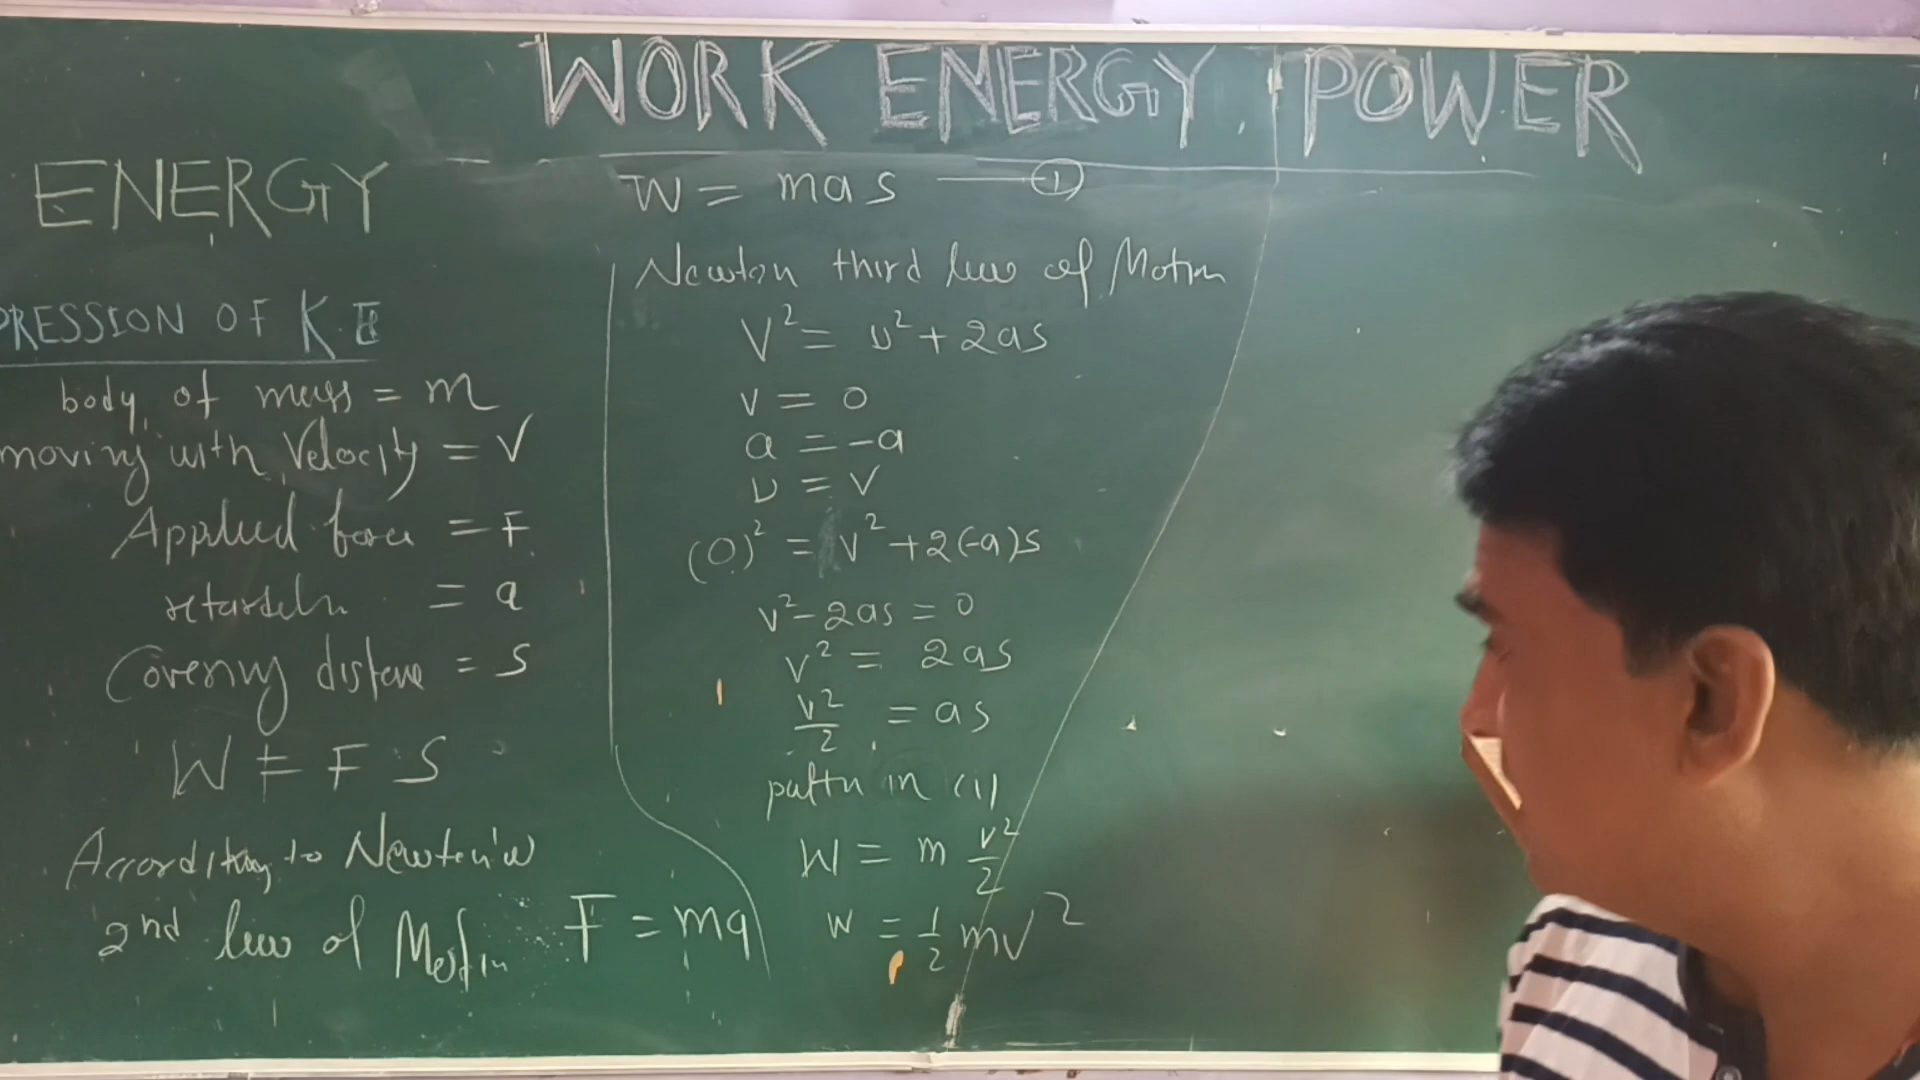 WORK ENERGY, POWER
ENERGY
PRESSION OF K.E
body of mass = m
moving with Velocity = V
Applied force = F
= a
Covering distance = S
W = F S
According to Newton's
2nd law of Motion F = ma
W = mas ——— ①
Newton third law of Motion
V² = u² + 2as
v = 0
a = -a
u = V
(0)² = V² + 2(-a)s
v² - 2as = 0
v² = 2as
v²/2 = as
in (1)
W = m v²/2
W = 1/2 mv²